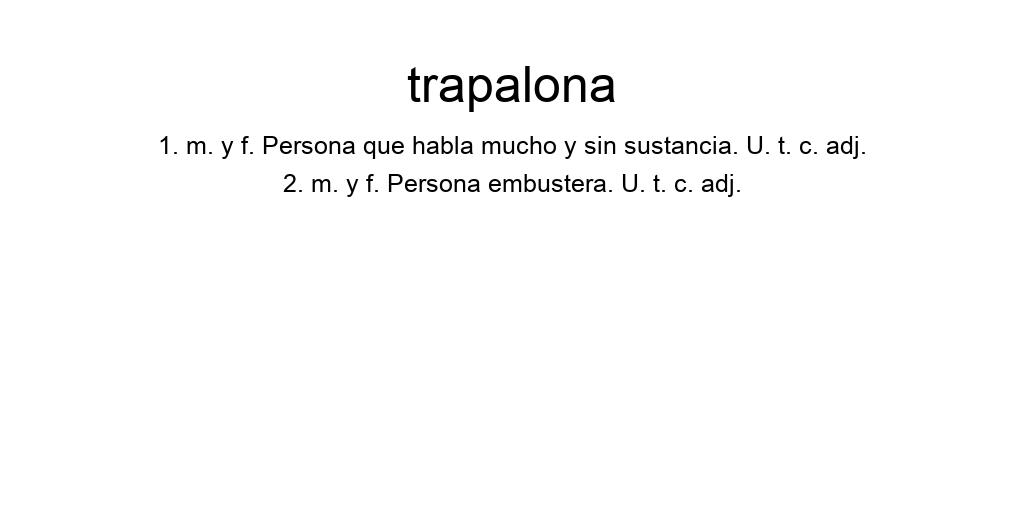 trapalona
1. m. y f. Persona que habla mucho y sin sustancia. U. t. c. adj.
2. m. y f. Persona embustera. U. t. c. adj.